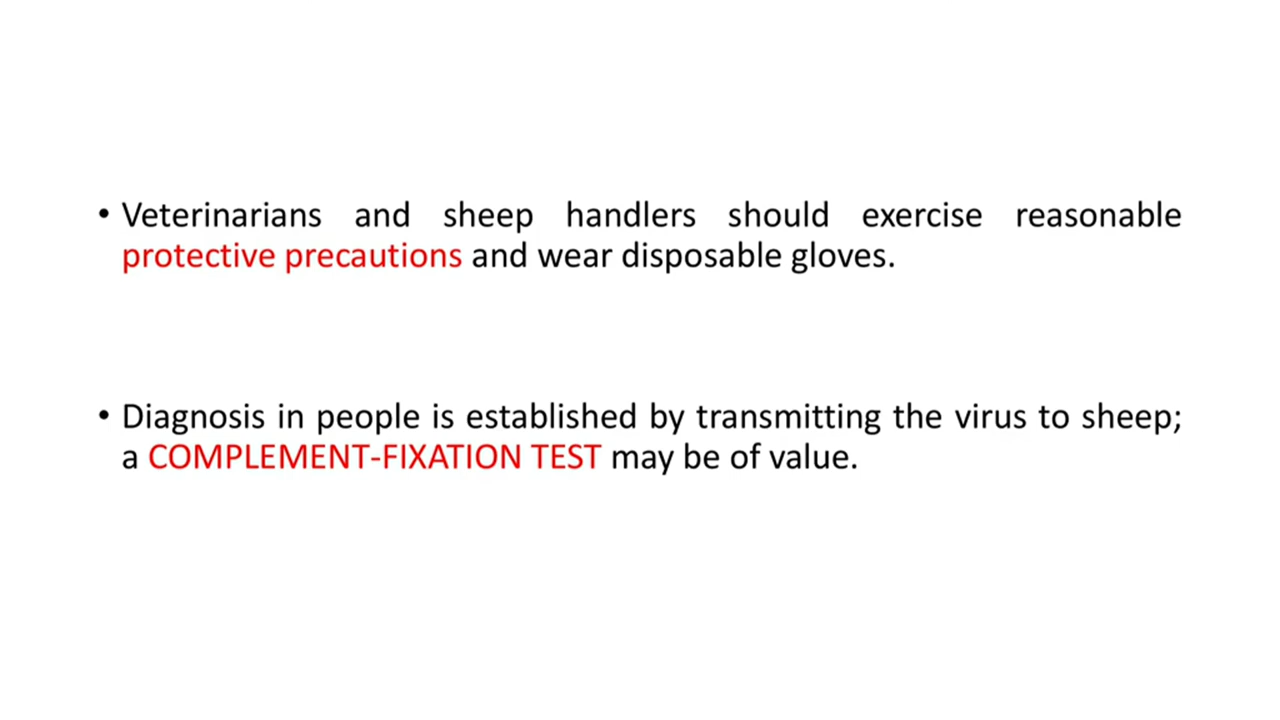 • Veterinarians and sheep handlers should exercise reasonable
protective precautions and wear disposable gloves.
• Diagnosis in people is established by transmitting the virus to sheep;
a COMPLEMENT-FIXATION TEST may be of value.